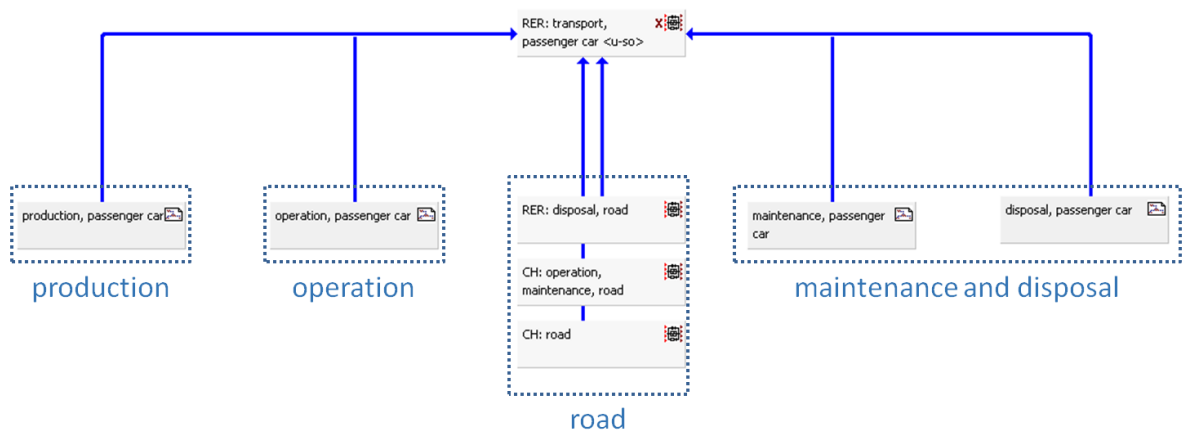 RER: transport,
passenger car <u-so>
X
production, passenger car
operation, passenger car
RER: disposal, road
CH: operation,
maintenance, road
CH: road
maintenance, passenger
car
disposal, passenger car
production
operation
road
maintenance and disposal